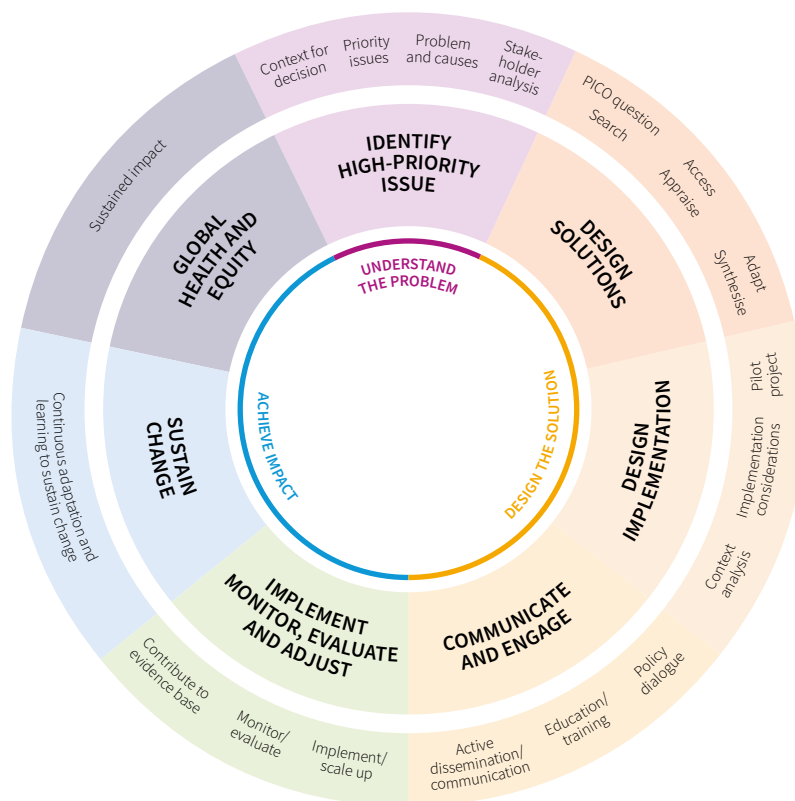 Context for
decision
Priority
issues
Problem
and causes
Stake-
holder
analysis
PICO question
Search
Access
Appraise
Adapt
Synthesise
Pilot
project
Implementation
considerations
Context
analysis
Policy
dialogue
Education/
training
Active
dissemination/
communication
Implement/
scale up
Monitor/
evaluate
Contribute to
evidence base
Continuous adaptation and
learning to sustain change
Sustained impact
IDENTIFY
HIGH-PRIORITY
ISSUE
DESIGN
SOLUTIONS
DESIGN
IMPLEMENTATION
COMMUNICATE
AND ENGAGE
IMPLEMENT
MONITOR, EVALUATE
AND ADJUST
SUSTAIN
CHANGE
GLOBAL
HEALTH AND
EQUITY
UNDERSTAND
THE PROBLEM
DESIGN THE SOLUTION
ACHIEVE IMPACT